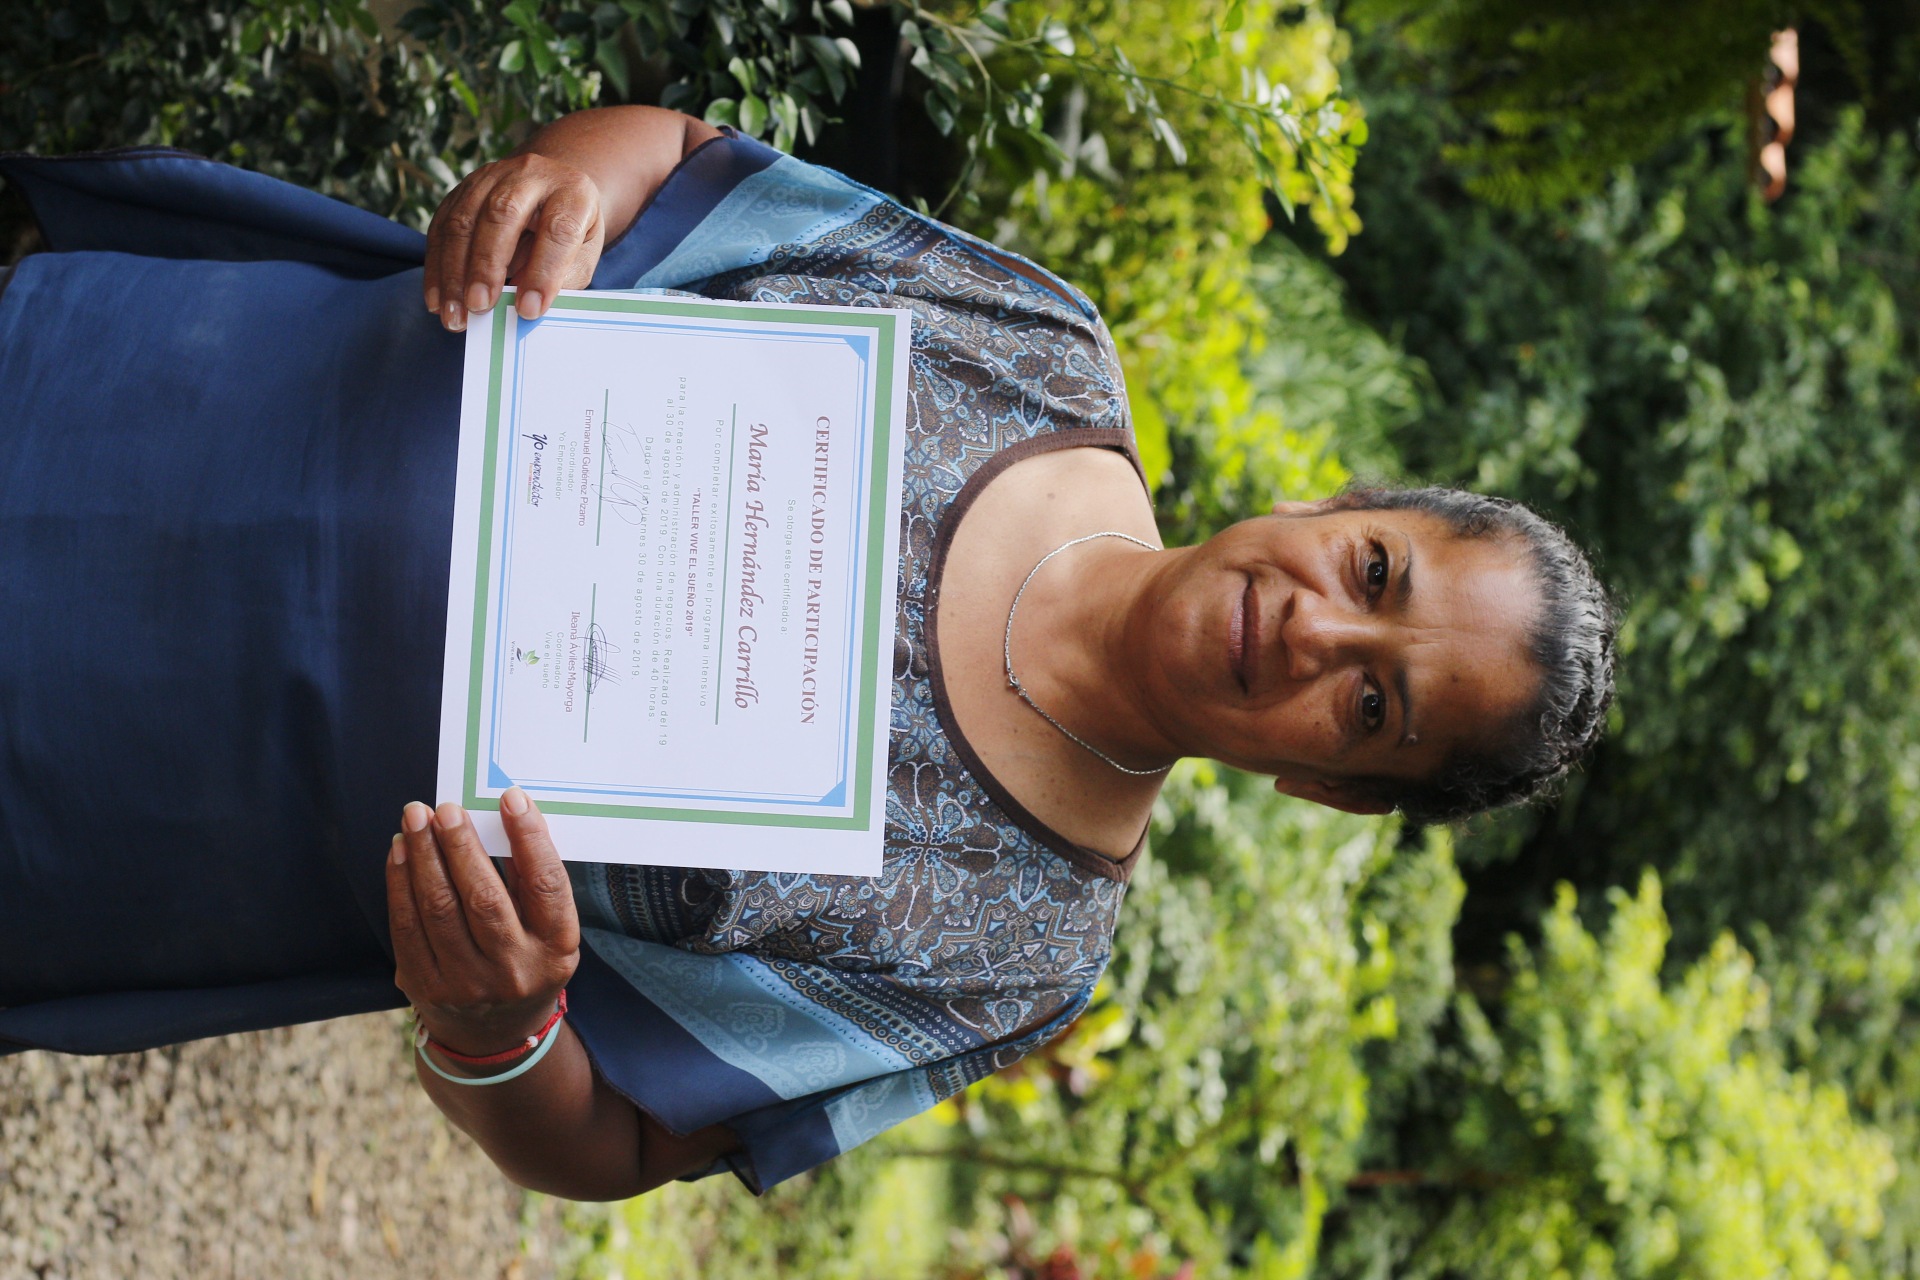 CERTIFICADO DE PARTICIPACIÓN
Se otorga este certificado a:
María Hernández Carrillo
Por completar exitosamente el programa intensivo
"TALLER VIVE EL SUEÑO 2019"
para la creación y administración de negocios. Realizado del 19
al 30 de agosto de 2019. Con una duración de 40 horas.
Dado el día viernes 30 de agosto de 2019.
Emmanuel Gutiérrez Pizarro
Coordinador
Yo Emprendedor
Yo emprendedor
Ileana Áviles Mayorga
Coordinadora
Vive el sueño